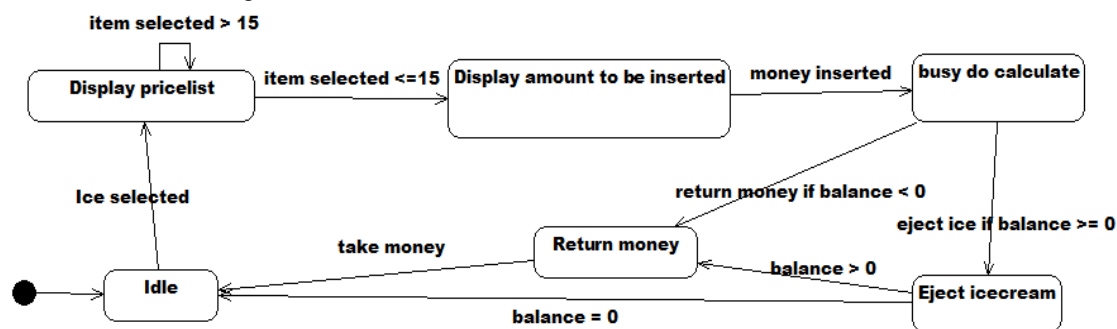 item selected > 15
Display pricelist
item selected <=15
Display amount to be inserted
money inserted
busy do calculate
Ice selected
return money if balance < 0
eject ice if balance >= 0
take money
Return money
balance > 0
Idle
Eject icecream
balance = 0